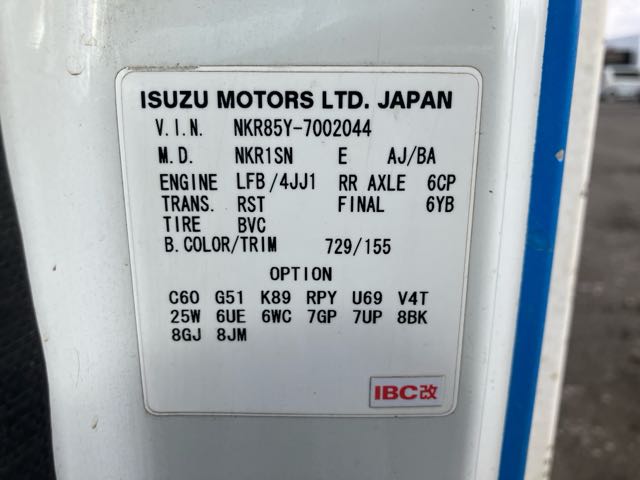 ISUZU MOTORS LTD. JAPAN
V.I.N. NKR85Y-7002044
M.D. NKR1SN E AJ/BA
ENGINE LFB/4JJ1 RR AXLE 6CP
TRANS. RST FINAL 6YB
TIRE BVC
B.COLOR/TRIM 729/155
OPTION
C60 G51 K89 RPY U69 V4T
25W 6UE 6WC 7GP 7UP 8BK
8GJ 8JM
IBC改